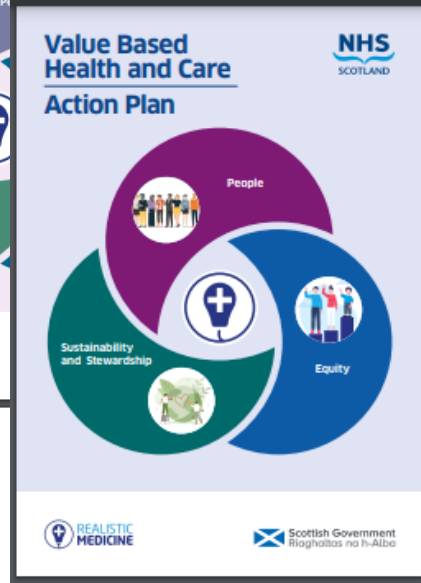 Value Based
Health and Care
Action Plan
NHS
SCOTLAND
People
Equity
Sustainability
and Stewardship
REALISTIC
MEDICINE
Scottish Government
Riaghaltas na h-Alba